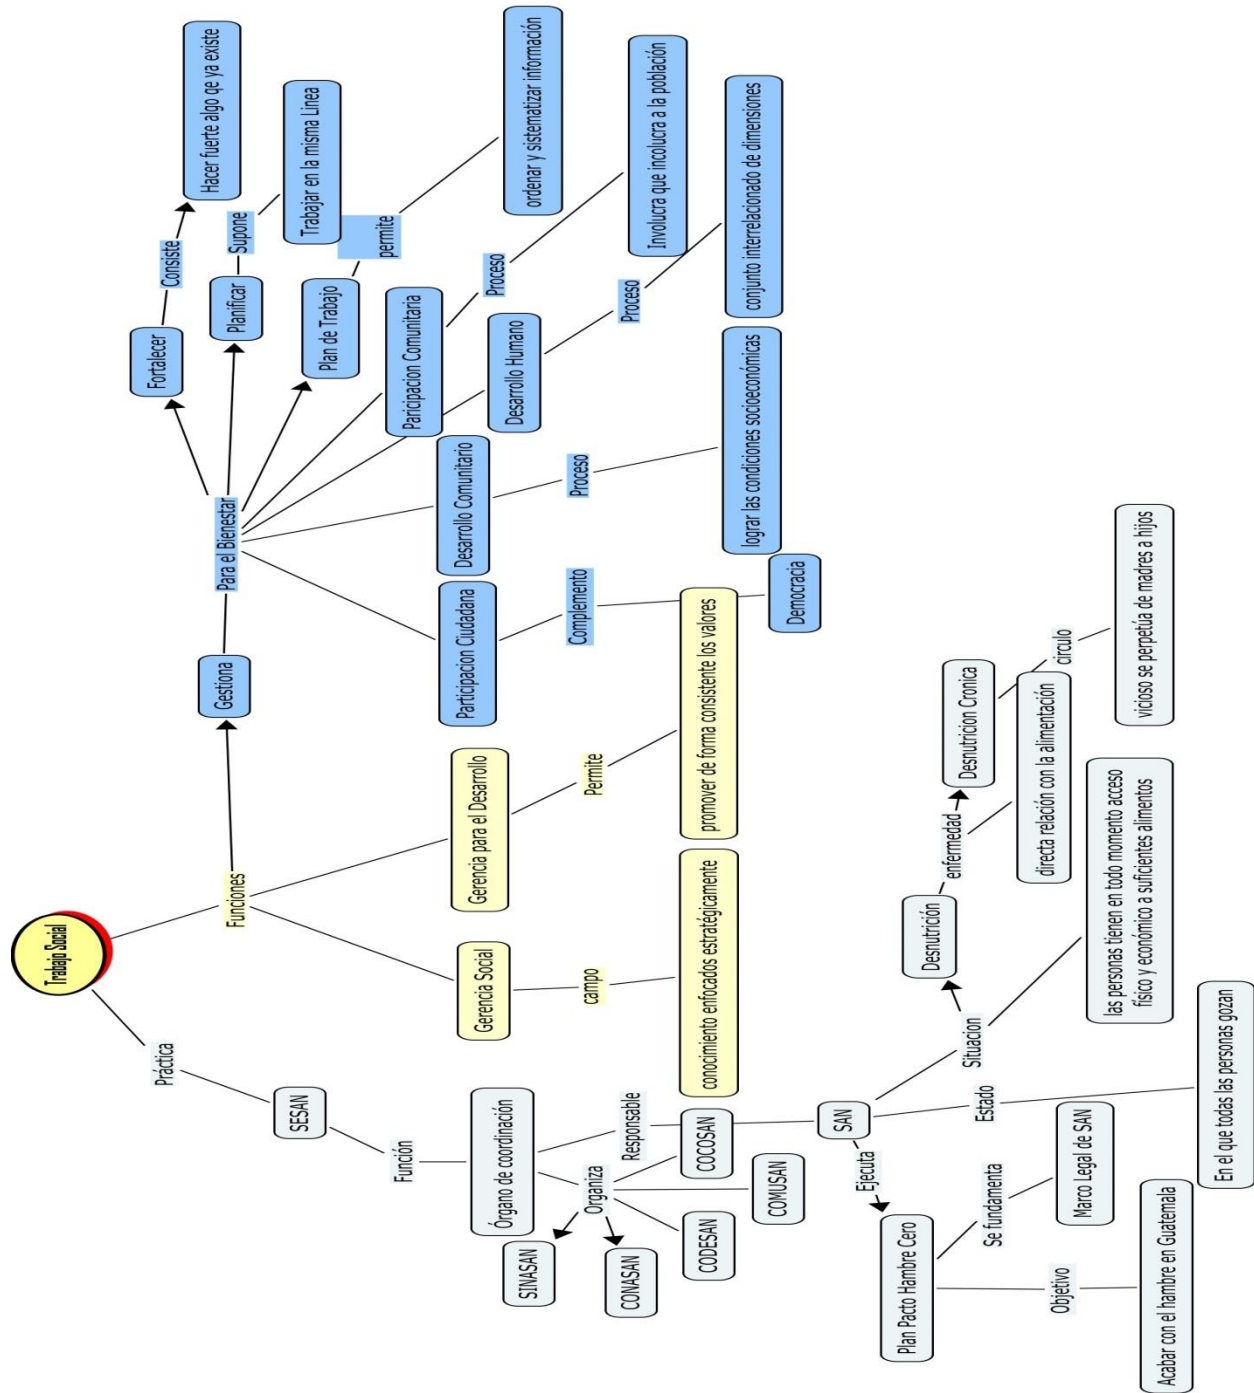 Trabajo Social
Práctica
SESAN
Función
Órgano de coordinación
Organiza
SINASAN
CONASAN
CODESAN
COMUSAN
COCOSAN
Responsable
SAN
Ejecuta
Plan Pacto Hambre Cero
Objetivo
Acabar con el hambre en Guatemala
Se fundamenta
Marco Legal de SAN
Estado
En el que todas las personas gozan
Situacion
las personas tienen en todo momento acceso
físico y económico a suficientes alimentos
Desnutrición
enfermedad
directa relación con la alimentación
Desnutricion Cronica
circulo
vicioso se perpetúa de madres a hijos
Funciones
Gerencia Social
campo
conocimiento enfocados estratégicamente
Gerencia para el Desarrollo
Permite
promover de forma consistente los valores
Gestiona
Para el Bienestar
Participacion Ciudadana
Complemento
Democracia
Desarrollo Comunitario
Proceso
lograr las condiciones socioeconómicas
Desarrollo Humano
Proceso
conjunto interrelacionado de dimensiones
Paricipacion Comunitaria
Proceso
Involucra que incolucra a la población
Plan de Trabajo
permite
ordenar y sistematizar información
Planificar
Supone
Trabajar en la misma Linea
Fortalecer
Consiste
Hacer fuerte algo qe ya existe